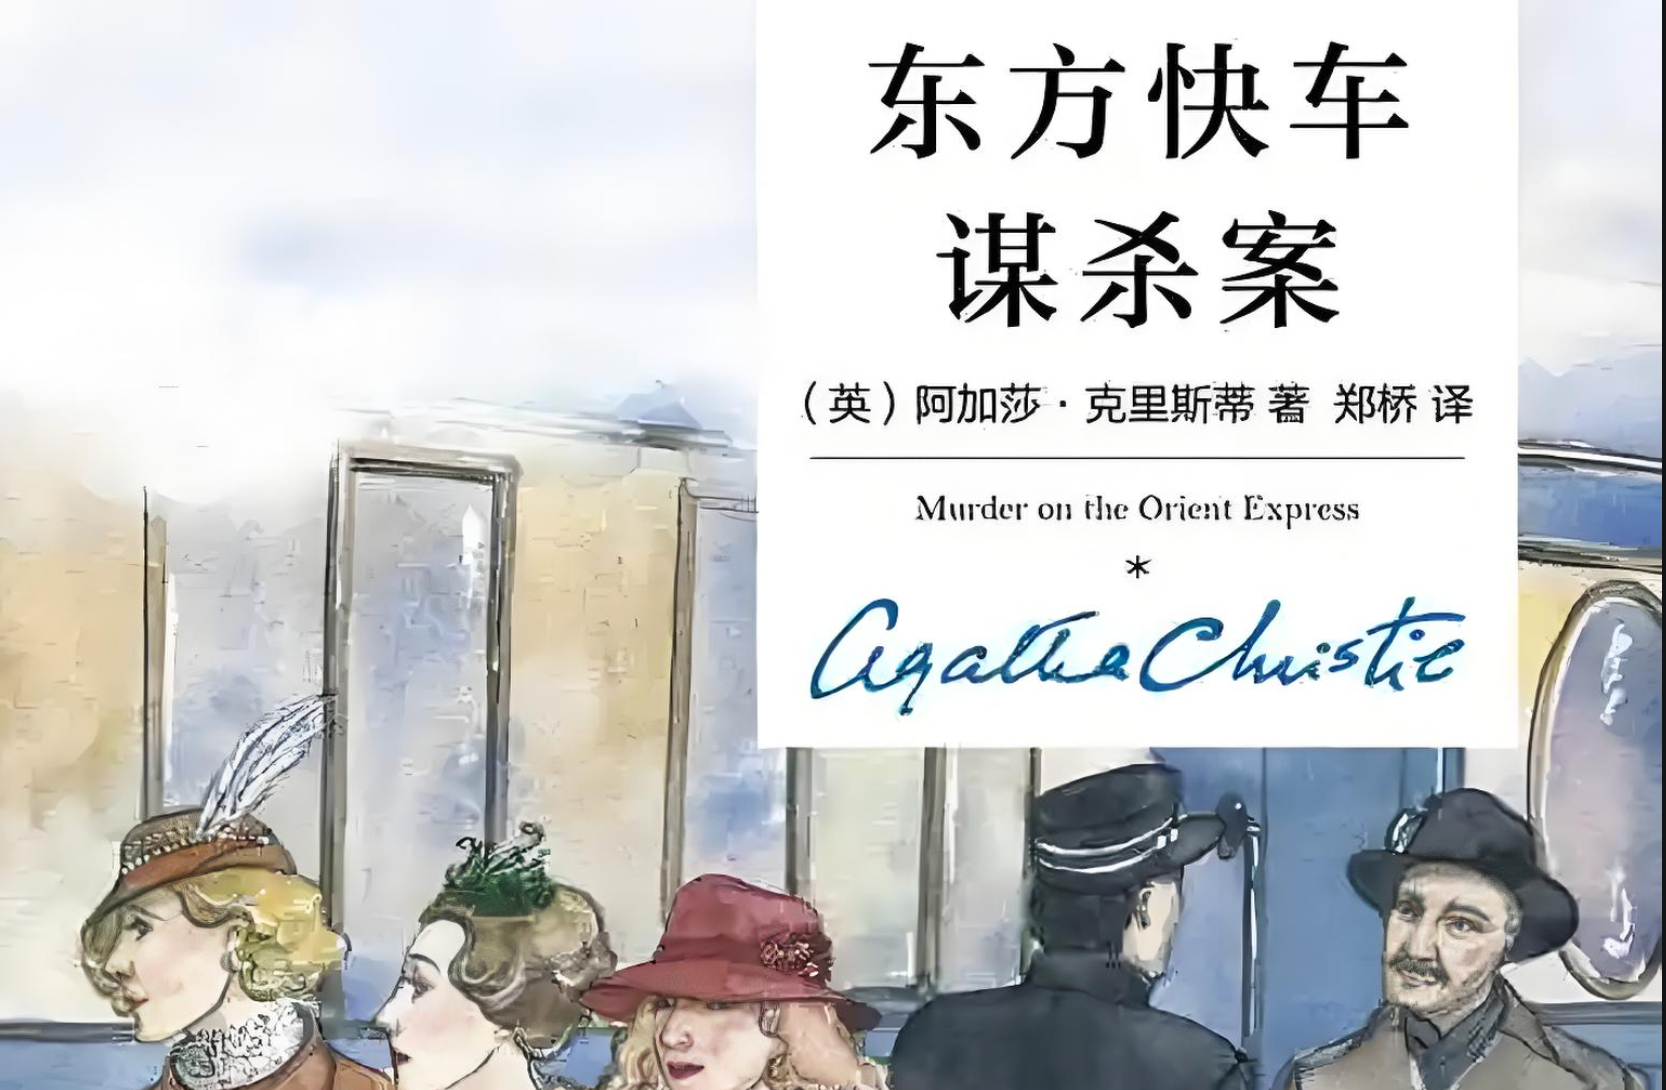 东方快车
谋杀案
（英）阿加莎·克里斯蒂 著 郑桥 译
Murder on the Orient Express
*
Agatha Christie